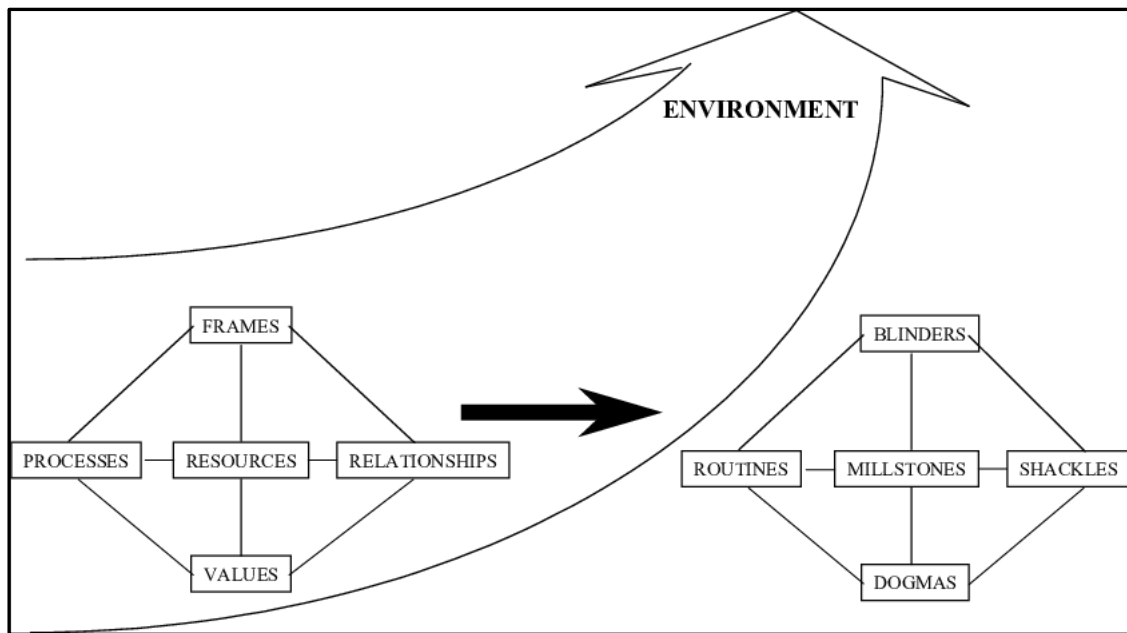 ENVIRONMENT
FRAMES
PROCESSES
RESOURCES
RELATIONSHIPS
VALUES
BLINDERS
ROUTINES
MILLSTONES
SHACKLES
DOGMAS